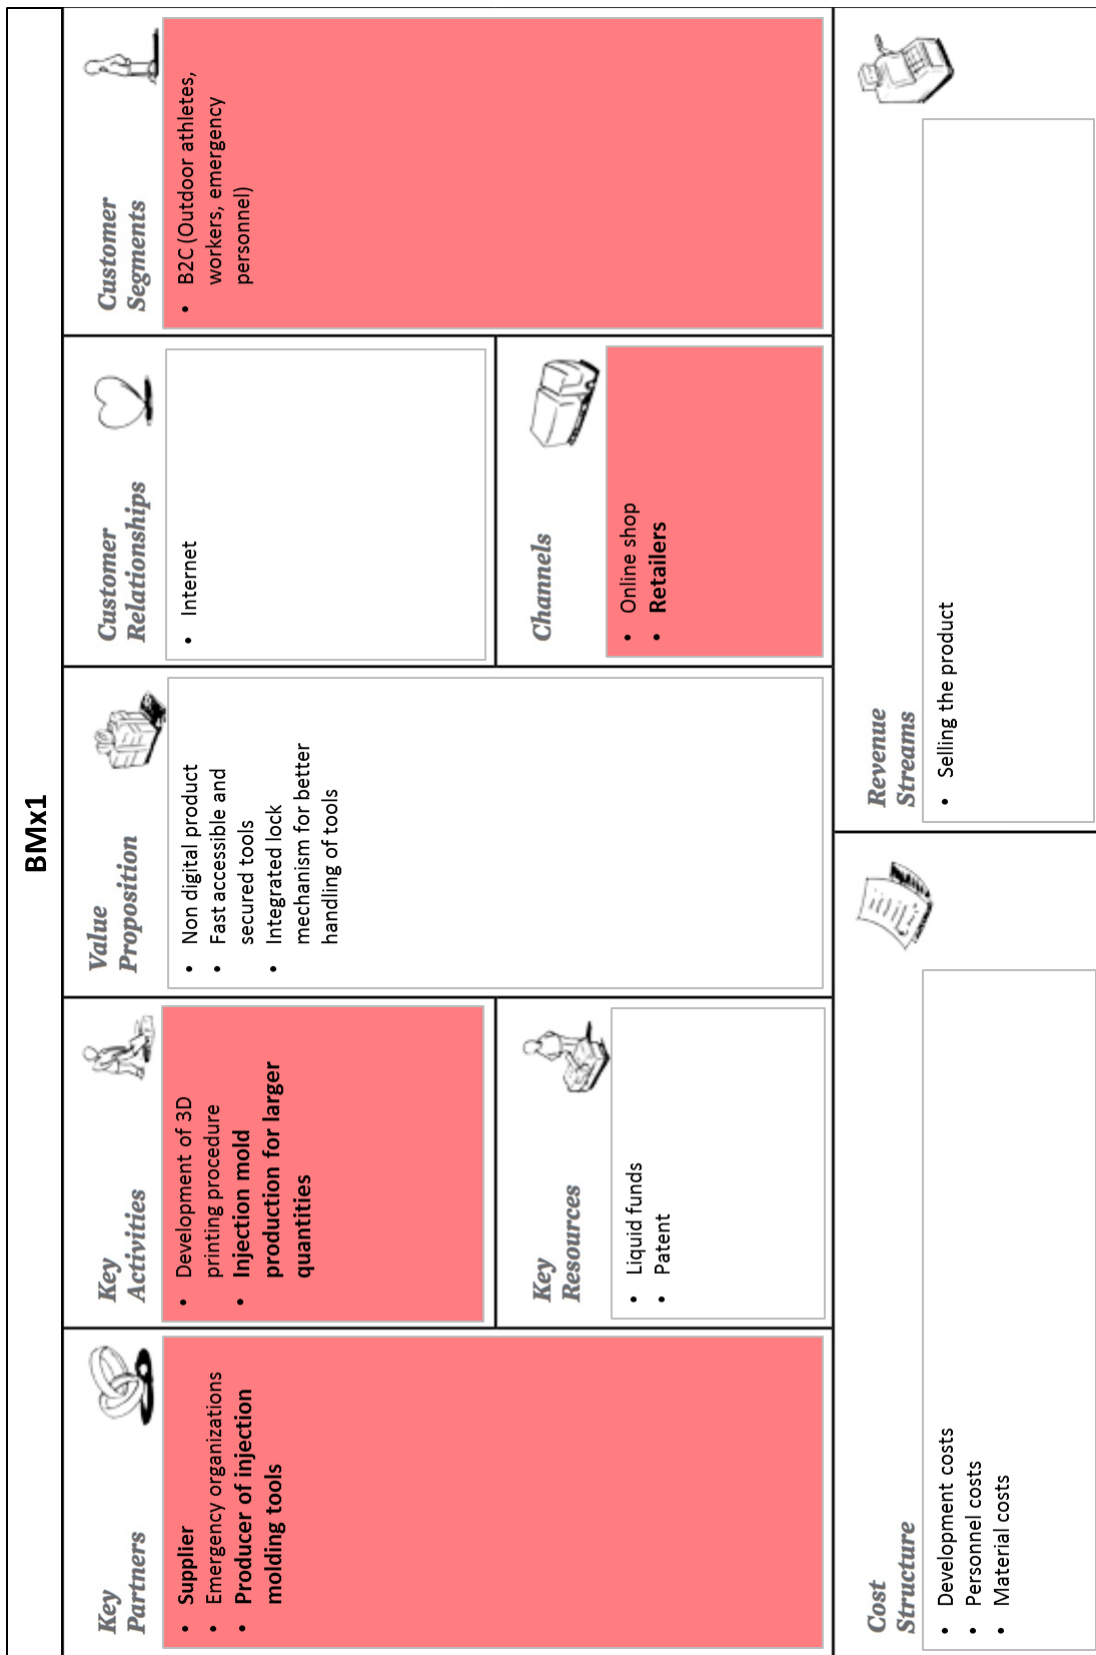 BMx1
Key
Partners
• Supplier
• Emergency organizations
• Producer of injection
molding tools
Key
Activities
• Development of 3D
printing procedure
• Injection mold
production for larger
quantities
Key
Resources
• Liquid funds
• Patent
Value
Proposition
• Non digital product
• Fast accessible and
secured tools
• Integrated lock
mechanism for better
handling of tools
Customer
Relationships
• Internet
Channels
• Online shop
• Retailers
Customer
Segments
• B2C (Outdoor athletes,
workers, emergency
personnel)
Cost
Structure
• Development costs
• Personnel costs
• Material costs
Revenue
Streams
• Selling the product